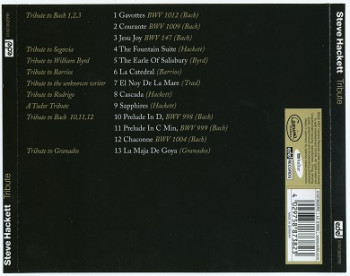 Tribute to Bach 1,2,3 1 Gavottes BWV 1012 (Bach)
2 Courante BWV 1009 (Bach)
3 Jesu Joy BWV 147 (Bach)
Tribute to Segovia 4 The Fountain Suite (Hackett)
Tribute to William Byrd 5 The Earle Of Salisbury (Byrd)
Tribute to Barrios 6 La Catedral (Barrios)
Tribute to the unknown writer 7 El Noy De La Mare (Trad)
Tribute to Rodrigo 8 Cascada (Hackett)
A Tudor Tribute 9 Sapphires (Hackett)
Tribute to Bach 10,11,12 10 Prelude In D, BWV 998 (Bach)
11 Prelude In C Min, BWV 999 (Bach)
12 Chaconne BWV 1004 (Bach)
Tribute to Granados 13 La Maja De Goya (Granados)
Steve Hackett Tribute
Steve Hackett Tribute
Camino